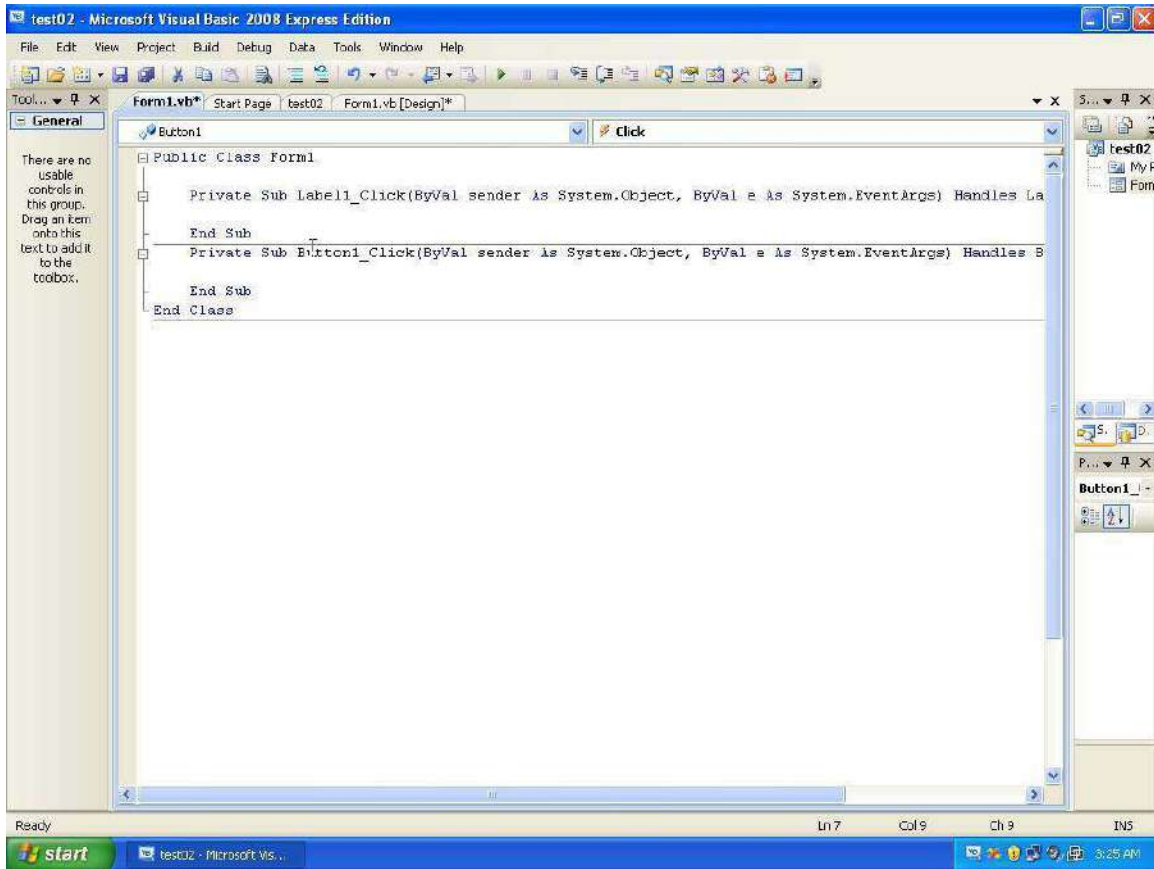 test02 - Microsoft Visual Basic 2008 Express Edition
File Edit View Project Build Debug Data Tools Window Help
Tool...
Form1.vb* Start Page test02 Form1.vb [Design]*
S...
General
Button1 Click
There are no
usable
controls in
this group.
Drag an item
onto this
text to add it
to the
toolbox.
Public Class Form1
Private Sub Label1_Click(ByVal sender As System.Object, ByVal e As System.EventArgs) Handles La
End Sub
Private Sub Button1_Click(ByVal sender As System.Object, ByVal e As System.EventArgs) Handles B
End Sub
End Class
test02
My P
Form
S. D.
P...
Button1_
Ready Ln 7 Col 9 Ch 9 INS
start test02 - Microsoft Vis... 3:25 AM